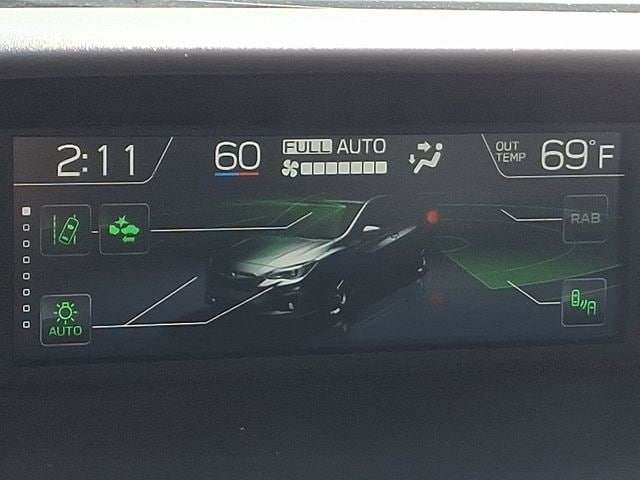 2:11
60
FULL AUTO
OUT TEMP 69°F
RAB
AUTO